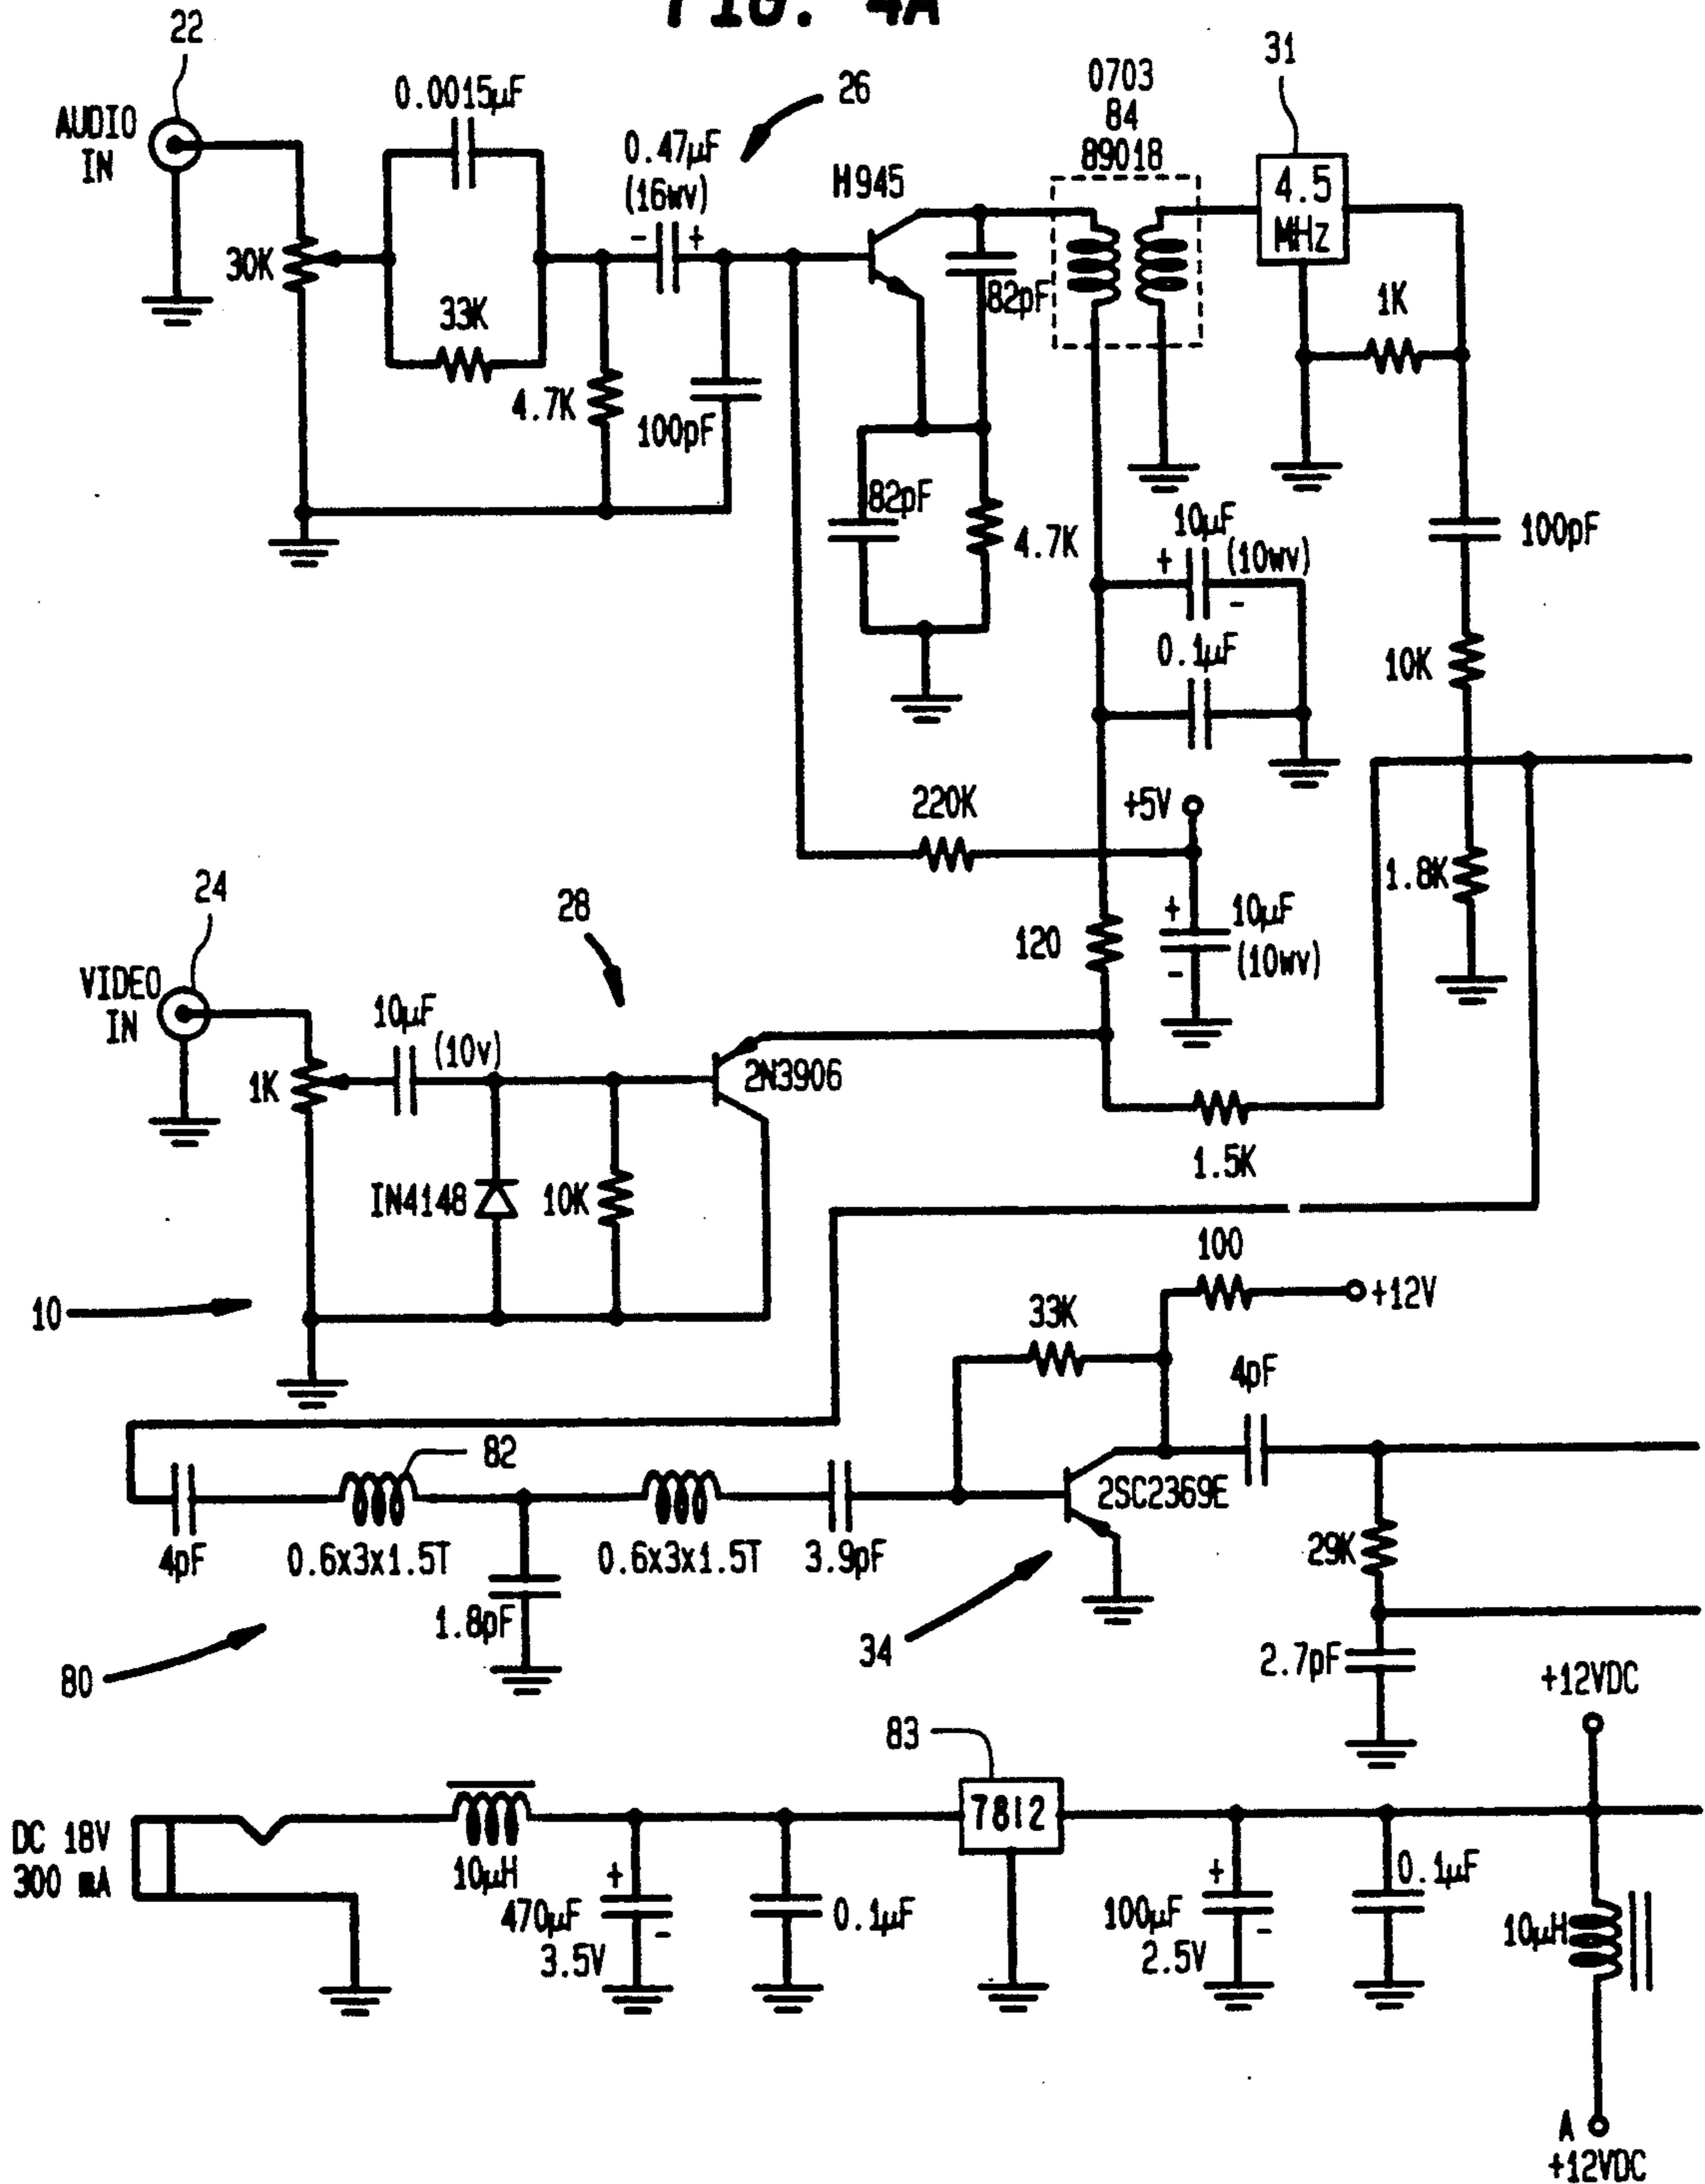 FIG. 4A
22
AUDIO
IN
0.0015µF
26
0.47µF
(16wv)
- +
H945
0703
84
89018
31
4.5
MHz
30K
33K
4.7K
100pF
82pF
1K
82pF
4.7K
10µF
+ (10wv)
-
100pF
0.1µF
10K
220K
+5V
1.8K
24
28
120
+
10µF
(10wv)
-
VIDEO
IN
10µF
(10v)
1K
2N3906
1.5K
IN4148
10K
100
+12V
10
33K
4pF
82
2SC2369E
4pF
0.6x3x1.5T
0.6x3x1.5T
3.9pF
29K
1.8pF
34
2.7pF
80
+12VDC
83
7812
DC 18V
300 mA
10µH
+
470µF
-
3.5V
0.1µF
+
100µF
-
2.5V
0.1µF
10µH
A
+12VDC